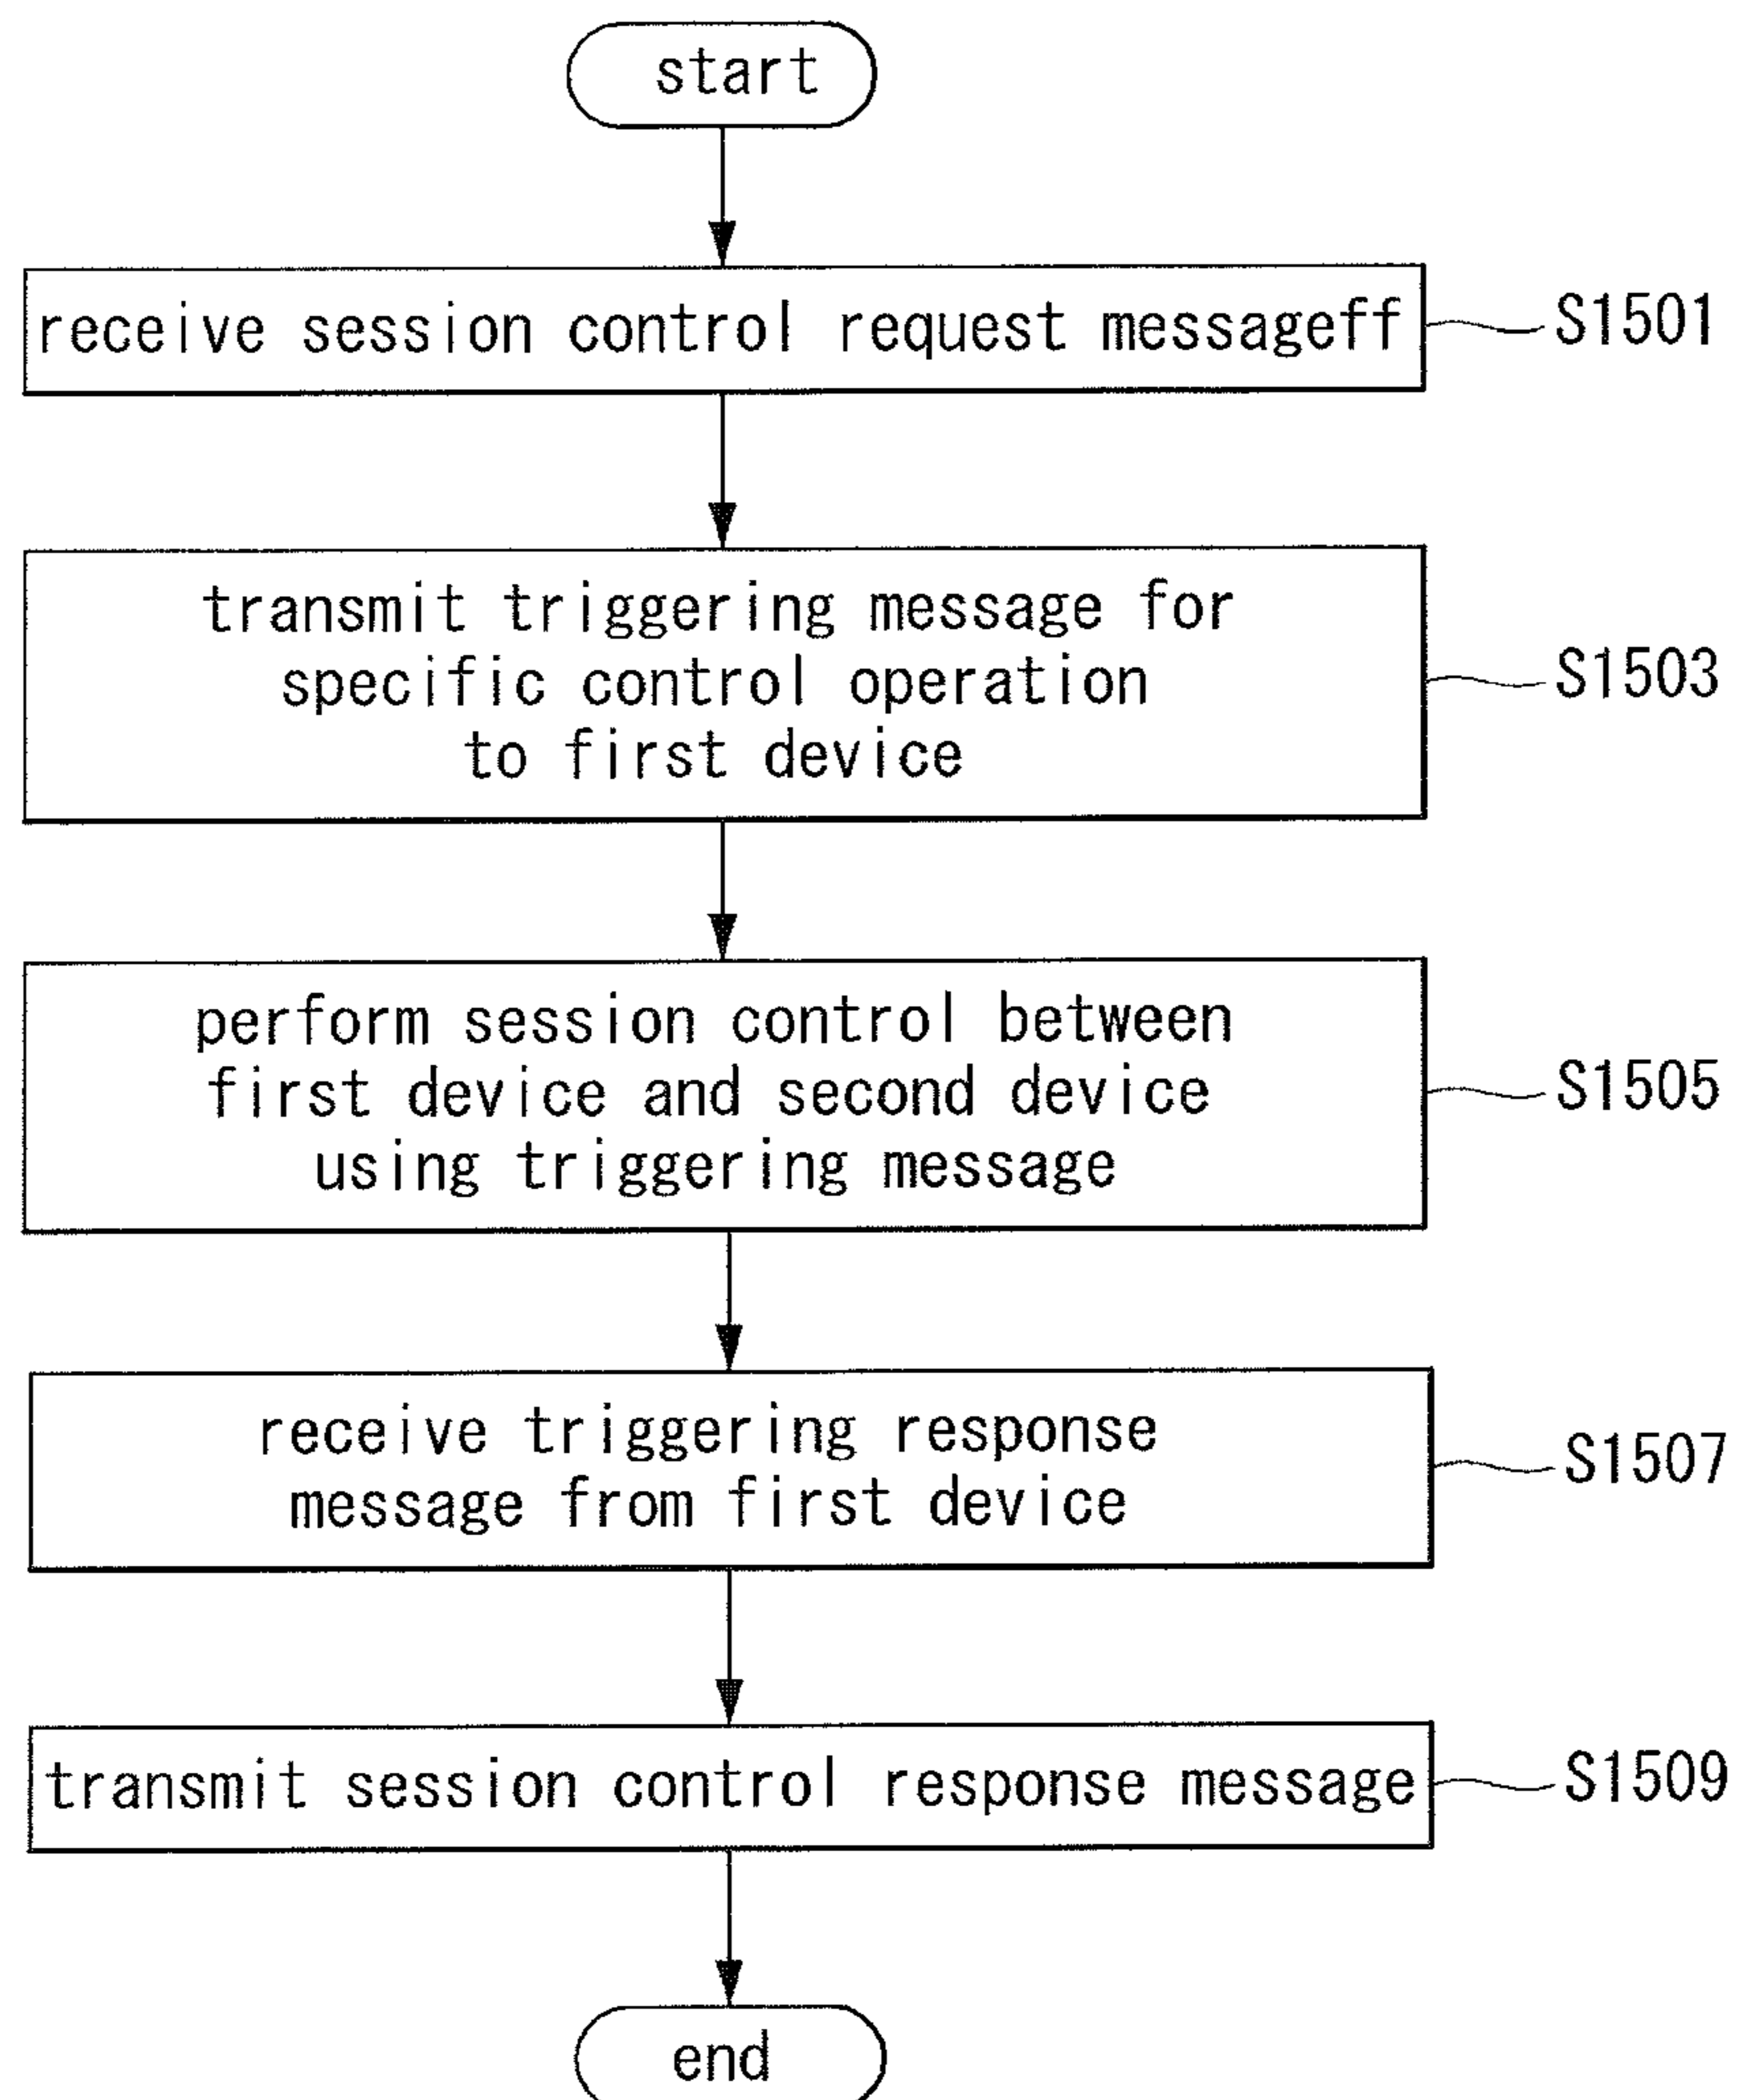 start
receive session control request messageff
S1501
transmit triggering message for
specific control operation
to first device
S1503
perform session control between
first device and second device
using triggering message
S1505
receive triggering response
message from first device
S1507
transmit session control response message
S1509
end